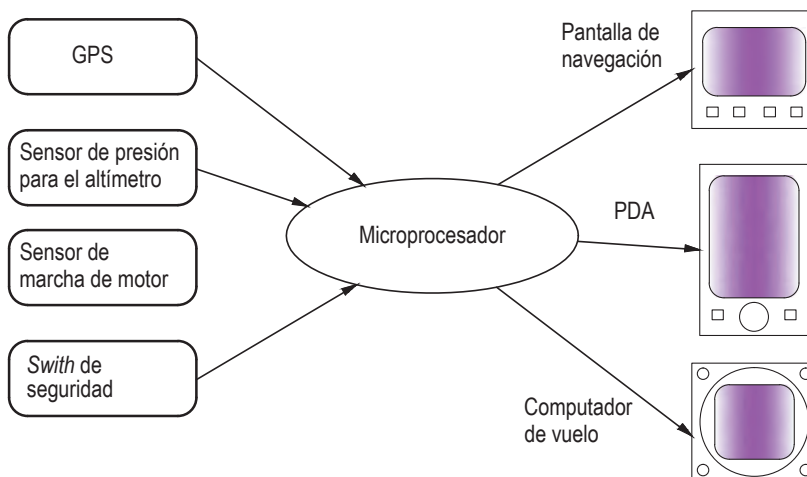 GPS
Sensor de presión
para el altímetro
Sensor de
marcha de motor
Swith de
seguridad
Microprocesador
Pantalla de
navegación
PDA
Computador
de vuelo